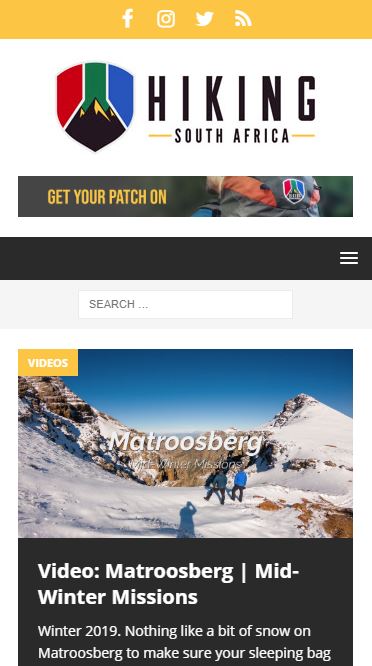 HIKING
SOUTH AFRICA
GET YOUR PATCH ON
SEARCH …
VIDEOS
Matroosberg
Mid-Winter Missions
Video: Matroosberg | Mid-
Winter Missions
Winter 2019. Nothing like a bit of snow on
Matroosberg to make sure your sleeping bag